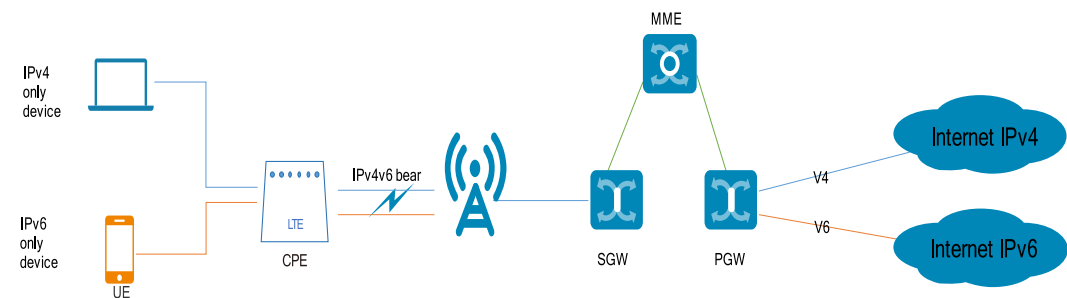 MME
IPv4
only
device
Internet IPv4
IPv4v6 bear
V4
LTE
IPv6
only
device
V6
Internet IPv6
CPE
SGW
PGW
UE